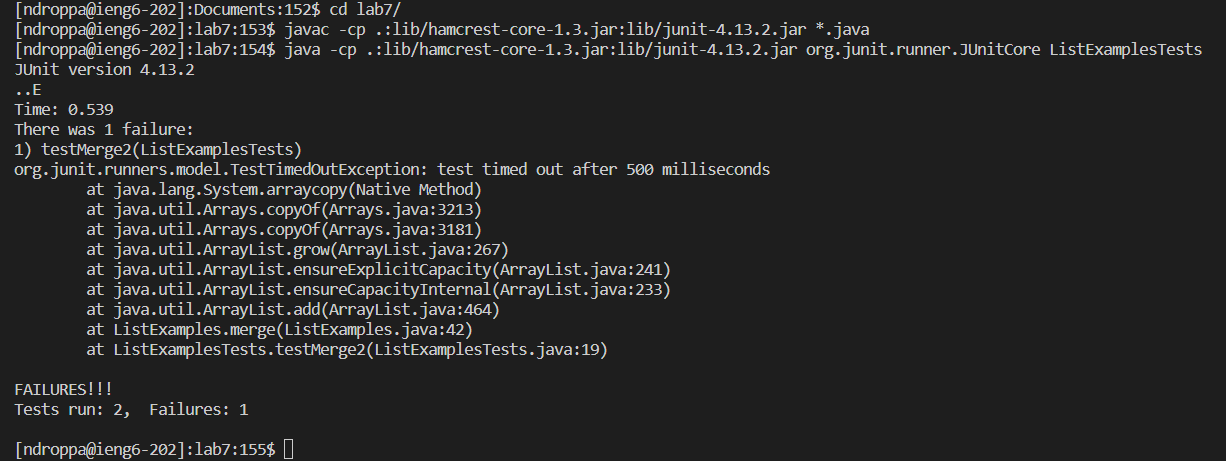 [ndroppa@ieng6-202]:Documents:152$ cd lab7/
[ndroppa@ieng6-202]:lab7:153$ javac -cp .:lib/hamcrest-core-1.3.jar:lib/junit-4.13.2.jar *.java
[ndroppa@ieng6-202]:lab7:154$ java -cp .:lib/hamcrest-core-1.3.jar:lib/junit-4.13.2.jar org.junit.runner.JUnitCore ListExamplesTests
JUnit version 4.13.2
..E
Time: 0.539
There was 1 failure:
1) testMerge2(ListExamplesTests)
org.junit.runners.model.TestTimedOutException: test timed out after 500 milliseconds
        at java.lang.System.arraycopy(Native Method)
        at java.util.Arrays.copyOf(Arrays.java:3213)
        at java.util.Arrays.copyOf(Arrays.java:3181)
        at java.util.ArrayList.grow(ArrayList.java:267)
        at java.util.ArrayList.ensureExplicitCapacity(ArrayList.java:241)
        at java.util.ArrayList.ensureCapacityInternal(ArrayList.java:233)
        at java.util.ArrayList.add(ArrayList.java:464)
        at ListExamples.merge(ListExamples.java:42)
        at ListExamplesTests.testMerge2(ListExamplesTests.java:19)

FAILURES!!!
Tests run: 2,  Failures: 1

[ndroppa@ieng6-202]:lab7:155$